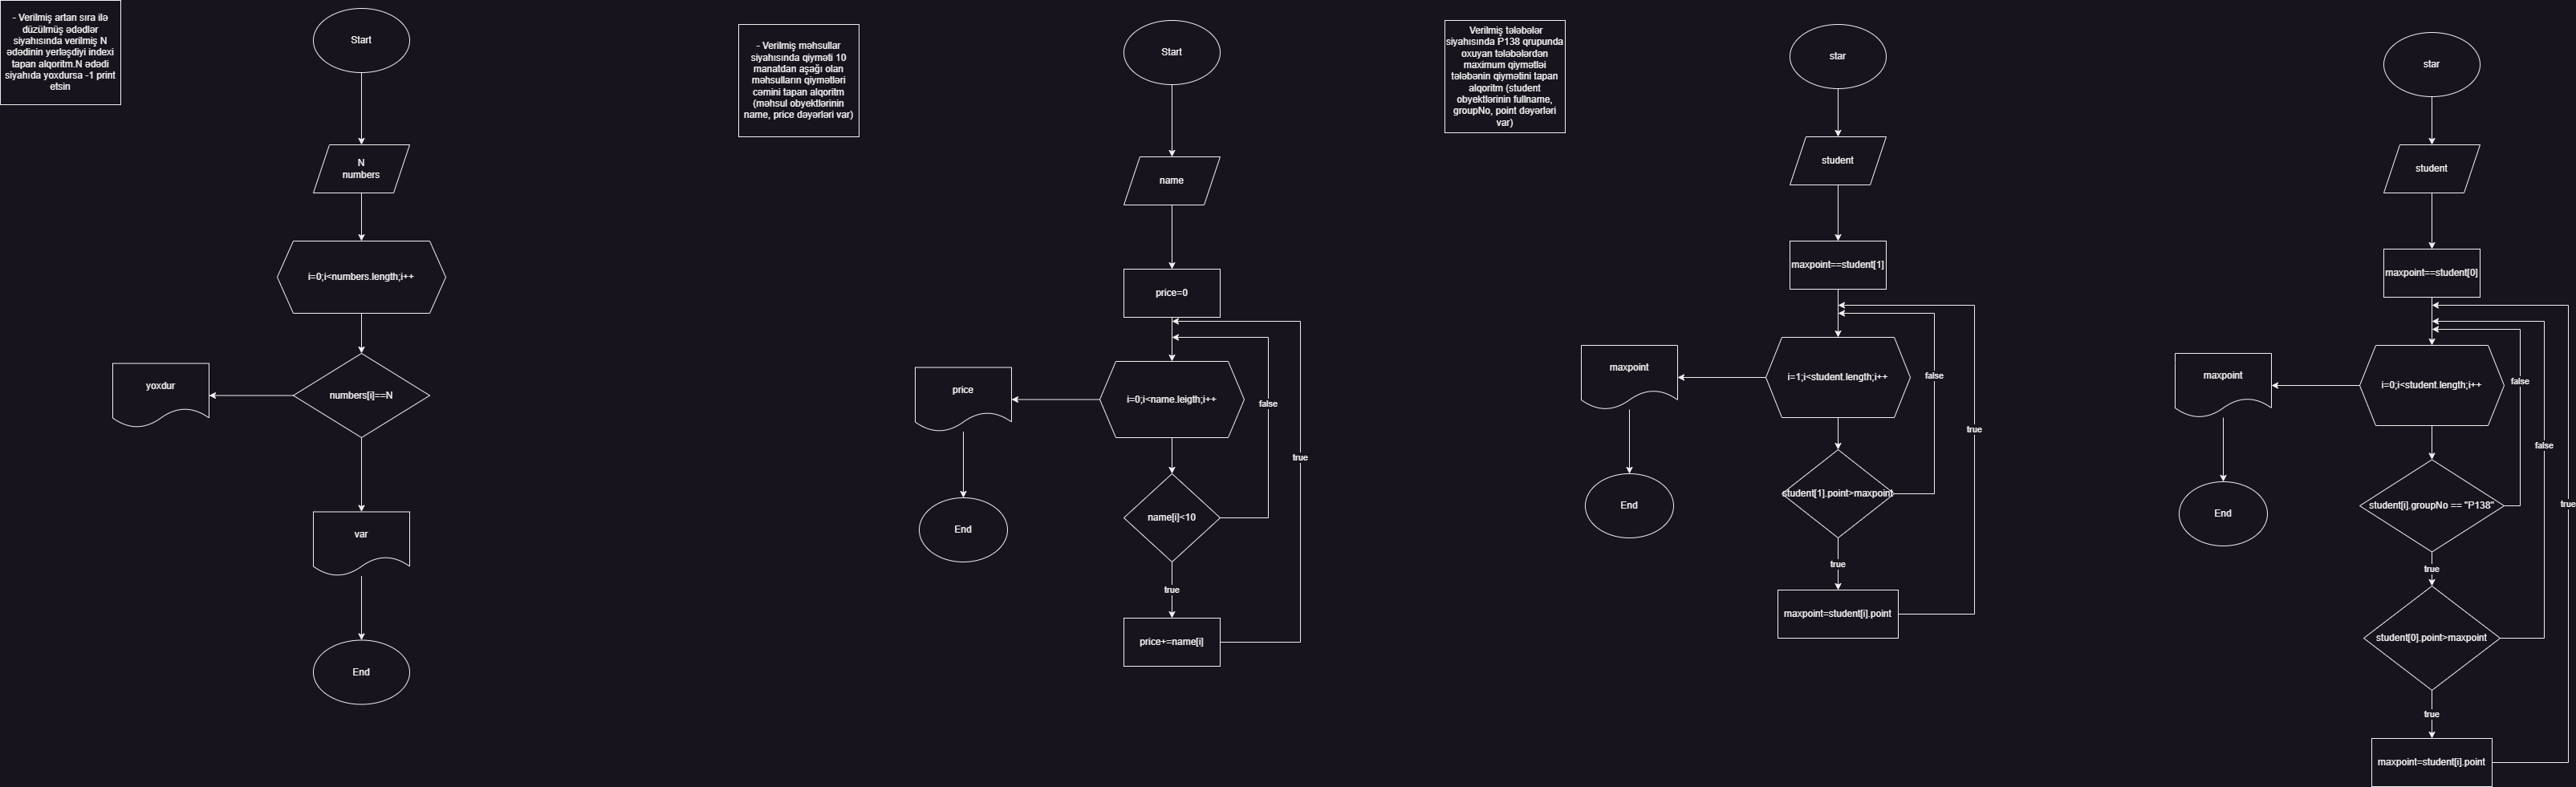 - Verilmiş artan sıra ilə
düzülmüş ədədlər
siyahısında verilmiş N
ədədinin yerləşdiyi indexi
tapan alqoritm.N ədədi
siyahıda yoxdursa -1 print
etsin
Start
N
numbers
i=0;i<numbers.length;i++
numbers[i]==N
yoxdur
var
End
- Verilmiş məhsullar
siyahısında qiyməti 10
manatdan aşağı olan
məhsulların qiymətləri
cəmini tapan alqoritm
(məhsul obyektlərinin
name, price dəyərləri var)
Start
name
price=0
i=0;i<name.leigth;i++
price
End
name[i]<10
false
true
true
price+=name[i]
Verilmiş tələbələr
siyahısında P138 qrupunda
oxuyan tələbələrdən
maximum qiymətləi
tələbənin qiymətini tapan
alqoritm (student
obyektlərinin fullname,
groupNo, point dəyərləri
var)
star
student
maxpoint==student[1]
i=1;i<student.length;i++
maxpoint
End
student[1].point>maxpoint
false
true
true
maxpoint=student[i].point
star
student
maxpoint==student[0]
i=0;i<student.length;i++
maxpoint
End
student[i].groupNo == "P138"
false
true
student[0].point>maxpoint
false
true
true
maxpoint=student[i].point